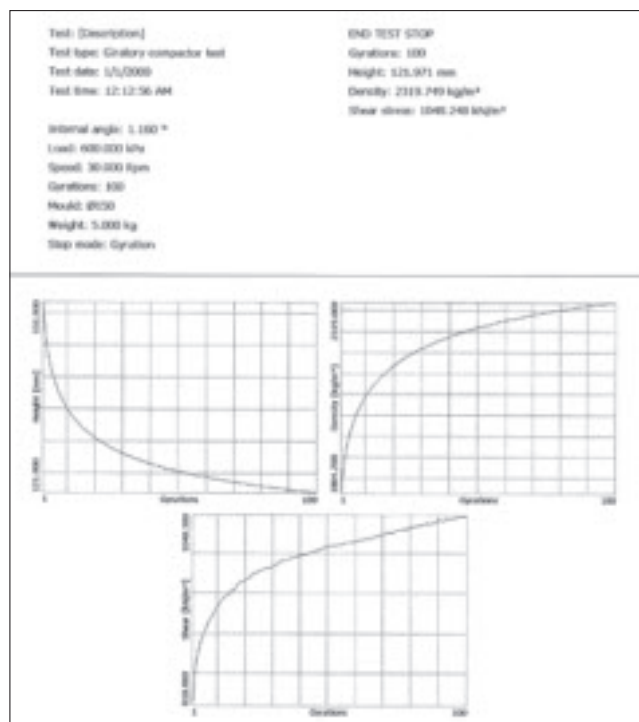 Test: [Description]
Test type: Giratory compactor test
Test date: 1/1/2000
Test time: 12:12:56 AM
Internal angle:
Load: 600.000 kPa
Speed: 30.000 Rpm
Gyrations: 100
Mould: Ø150
Weight: 5.000 kg
Stop mode: Gyration
END TEST STOP
Gyrations: 100
Height: 121.971 mm
Density: 2319.749 kg/m³
Shear stress: 1048.248 kN/m²
Height [mm]
1 Gyrations 100
Density [kg/m³]
1 Gyrations 100
Shear [kN/m²]
1 Gyrations 100